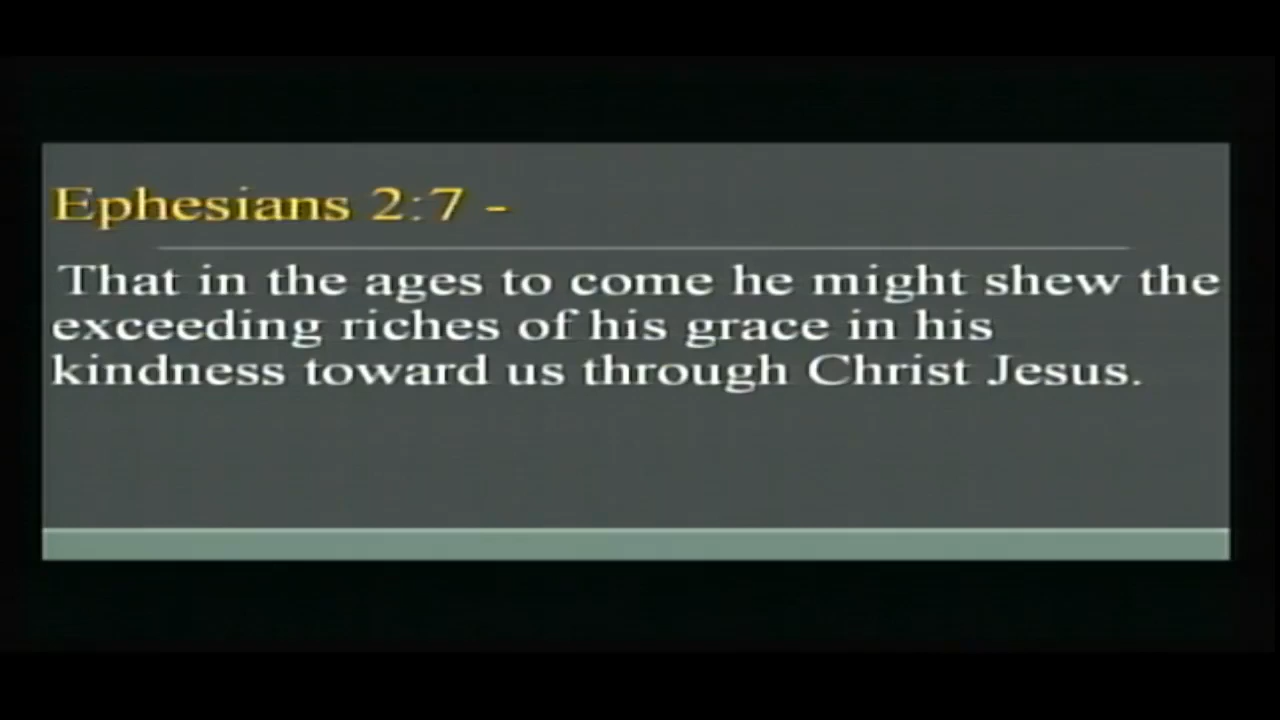 Ephesians 2:7 -
That in the ages to come he might shew the
exceeding riches of his grace in his
kindness toward us through Christ Jesus.